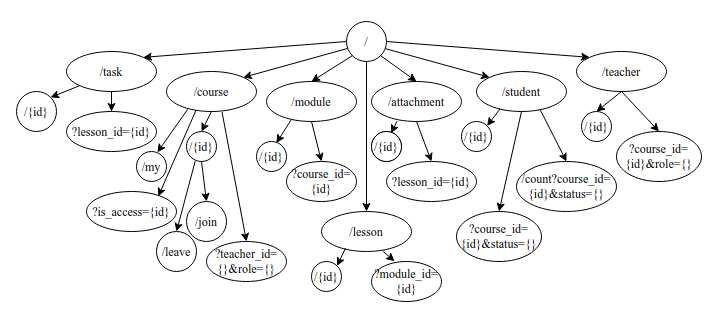 /
/task
/course
/module
/attachment
/student
/teacher
/{id}
?lesson_id={id}
/my
/{id}
?is_access={id}
/leave
/join
?teacher_id=
{}&role={}
/{id}
?course_id=
{id}
/{id}
?lesson_id={id}
/lesson
/{id}
?module_id=
{id}
/{id}
?course_id=
{id}&status={}
/count?course_id=
{id}&status={}
/{id}
?course_id=
{id}&role={}